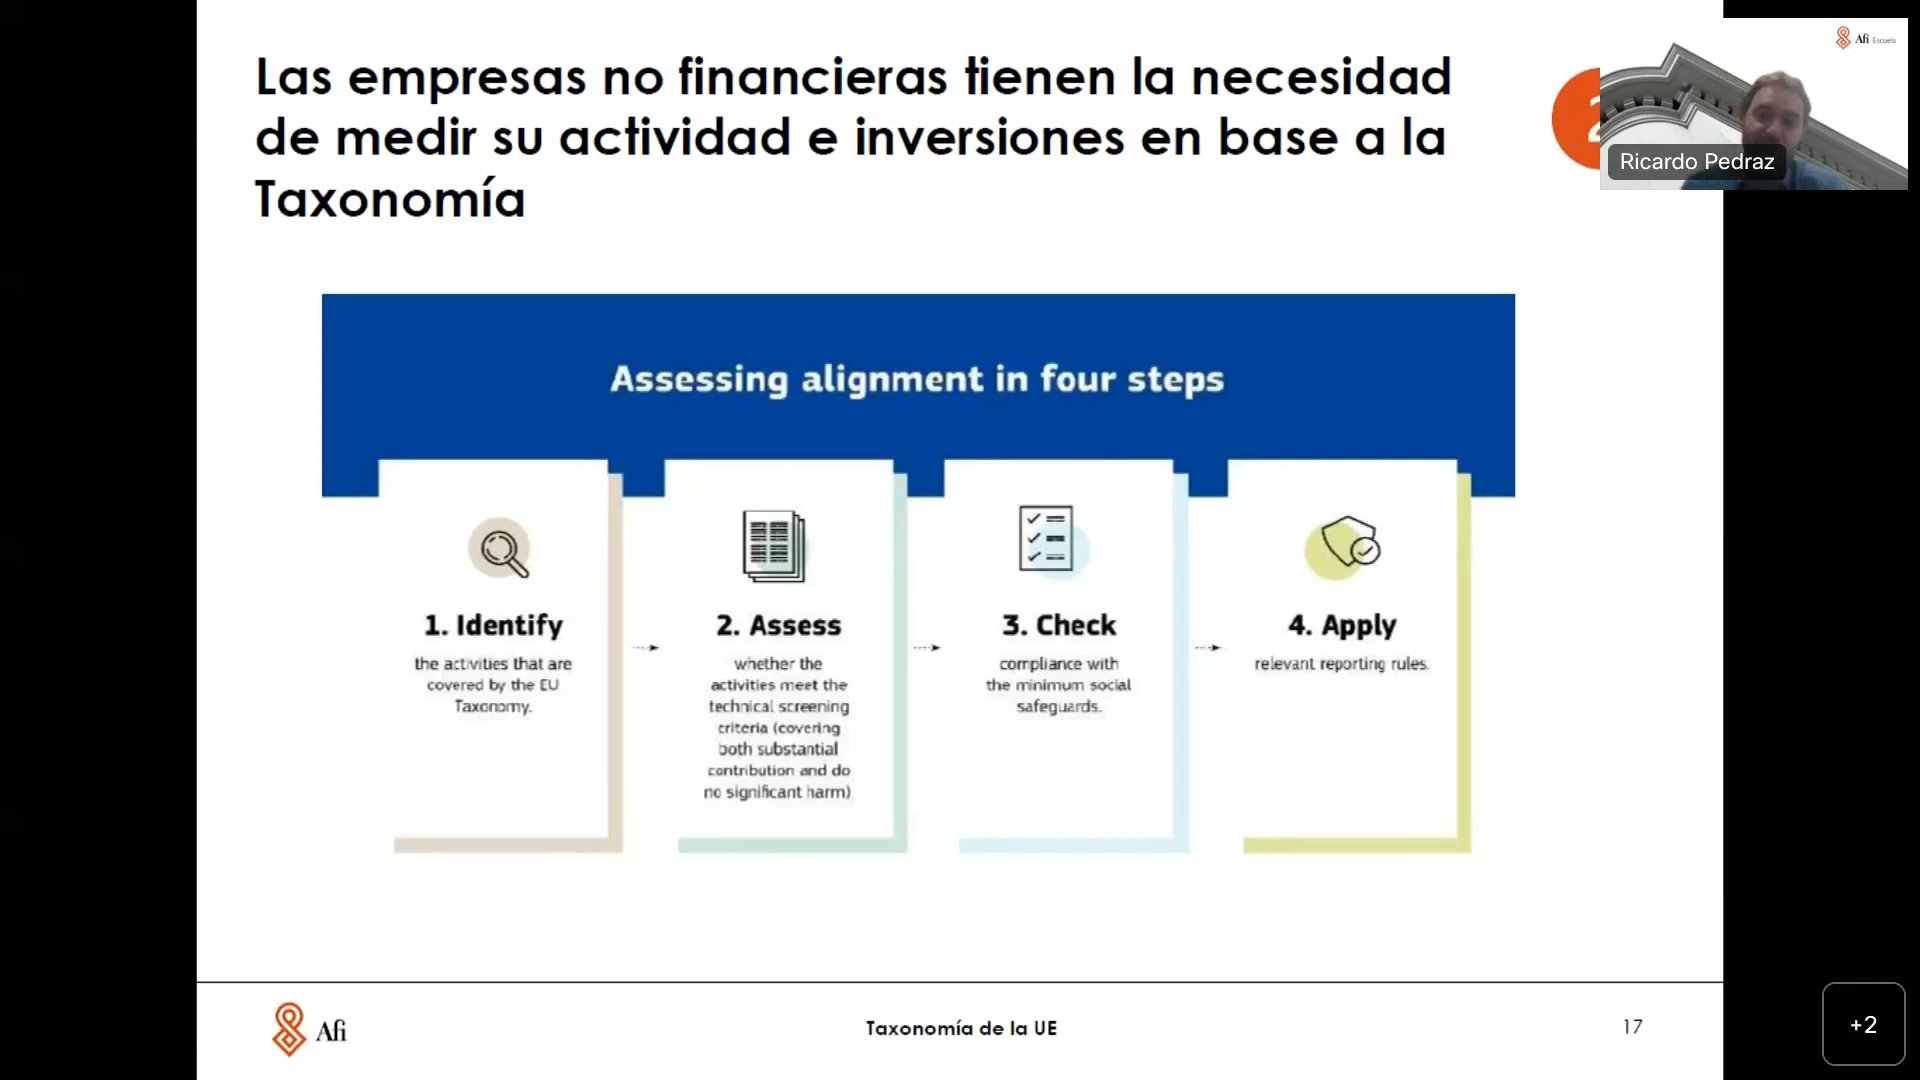 Las empresas no financieras tienen la necesidad
de medir su actividad e inversiones en base a la
Taxonomía
2
Afi Escuela
Ricardo Pedraz
Assessing alignment in four steps
1. Identify
the activities that are
covered by the EU
Taxonomy.
2. Assess
whether the
activities meet the
technical screening
criteria (covering
both substantial
contribution and do
no significant harm)
3. Check
compliance with
the minimum social
safeguards.
4. Apply
relevant reporting rules.
Afi
Taxonomía de la UE
17
+2